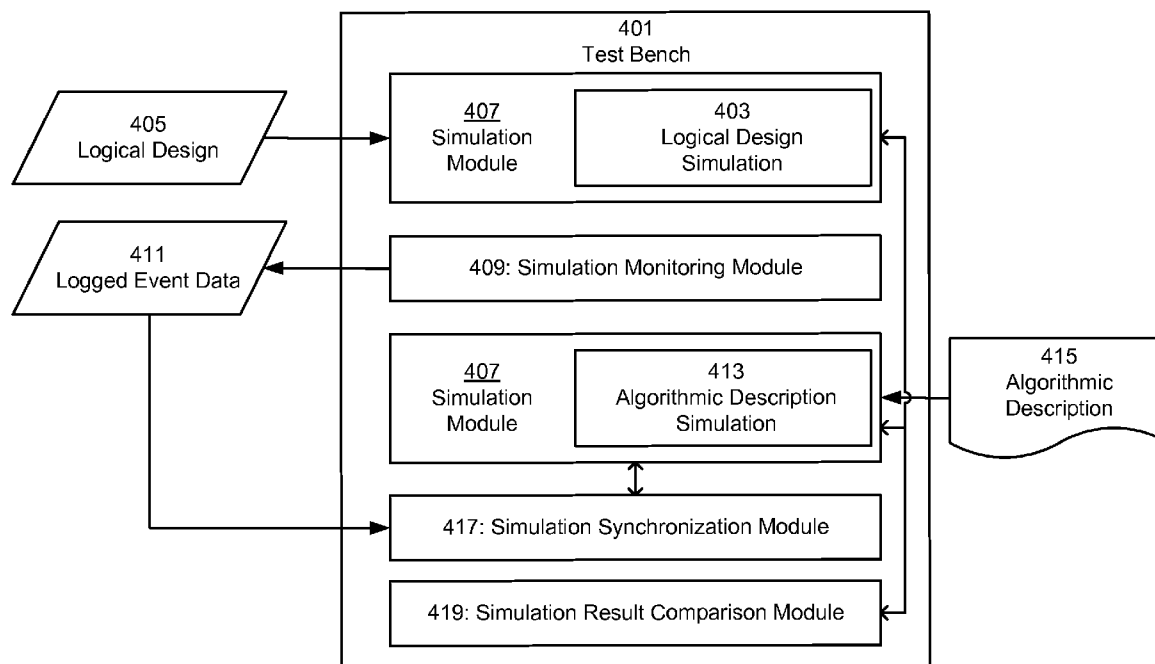 401
Test Bench
405
Logical Design
407
Simulation
Module
403
Logical Design
Simulation
411
Logged Event Data
409: Simulation Monitoring Module
407
Simulation
Module
413
Algorithmic Description
Simulation
415
Algorithmic
Description
417: Simulation Synchronization Module
419: Simulation Result Comparison Module